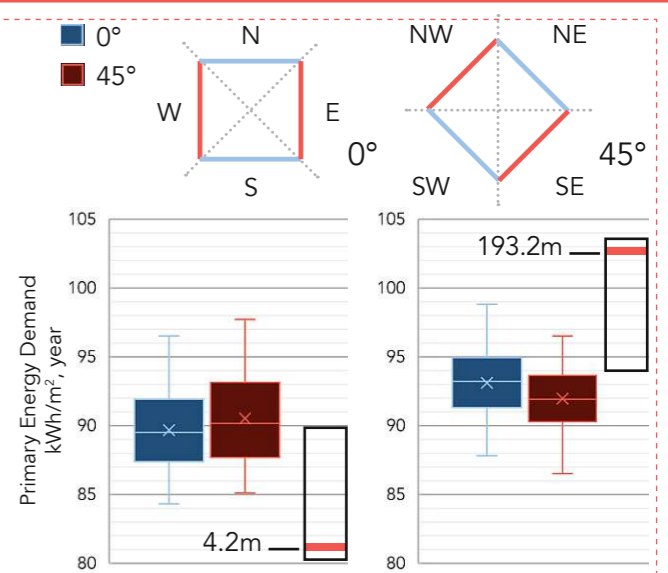 0°
45°
N
W
E
S
0°
NW
NE
SW
SE
45°
Primary Energy Demand
kWh/m², year
105
100
95
90
85
80
4.2m
105
100
95
90
85
80
193.2m